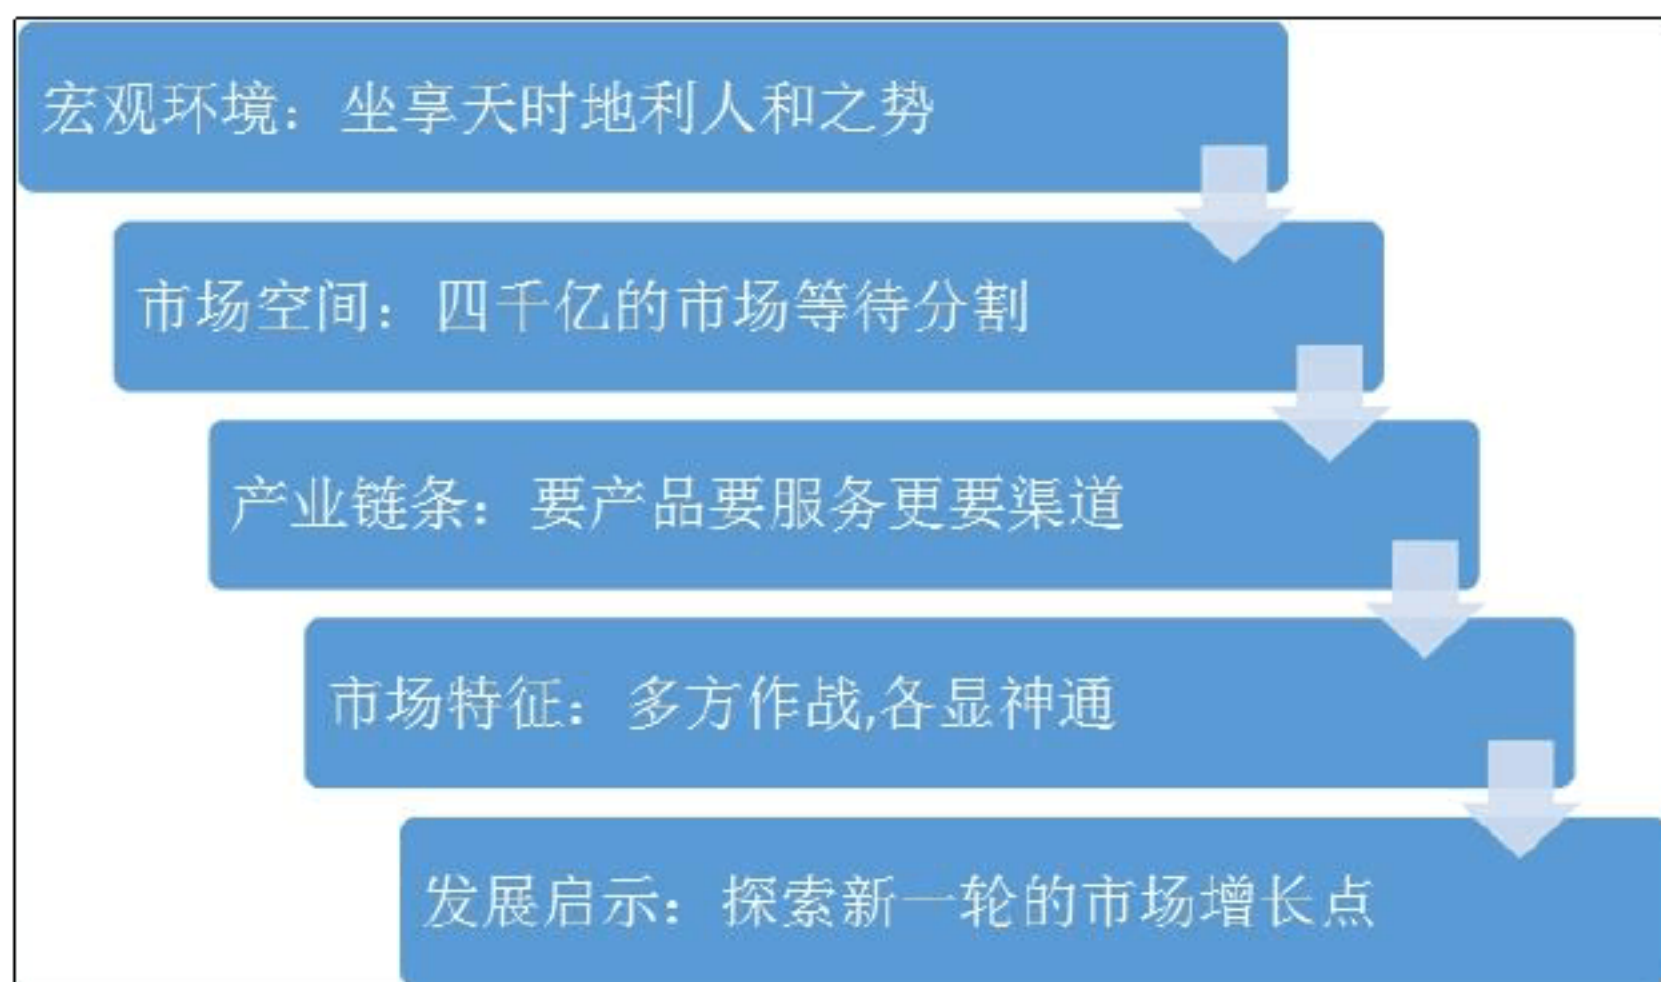 宏观环境：坐享天时地利人和之势
市场空间：四千亿的市场等待分割
产业链条：要产品要服务更要渠道
市场特征：多方作战,各显神通
发展启示：探索新一轮的市场增长点